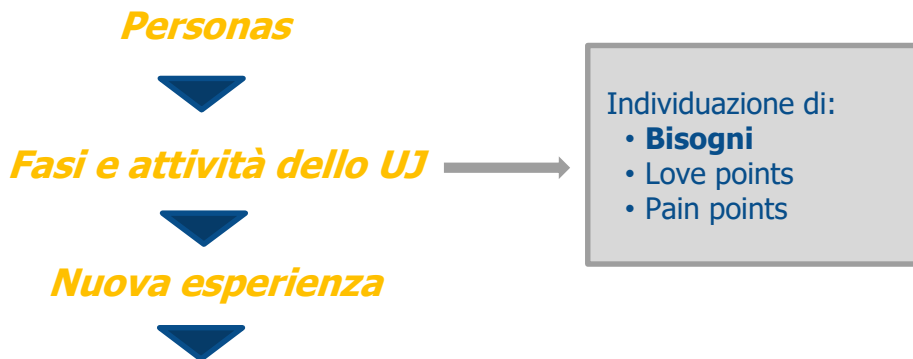 Personas
Fasi e attività dello UJ
Nuova esperienza
Individuazione di:
• Bisogni
• Love points
• Pain points